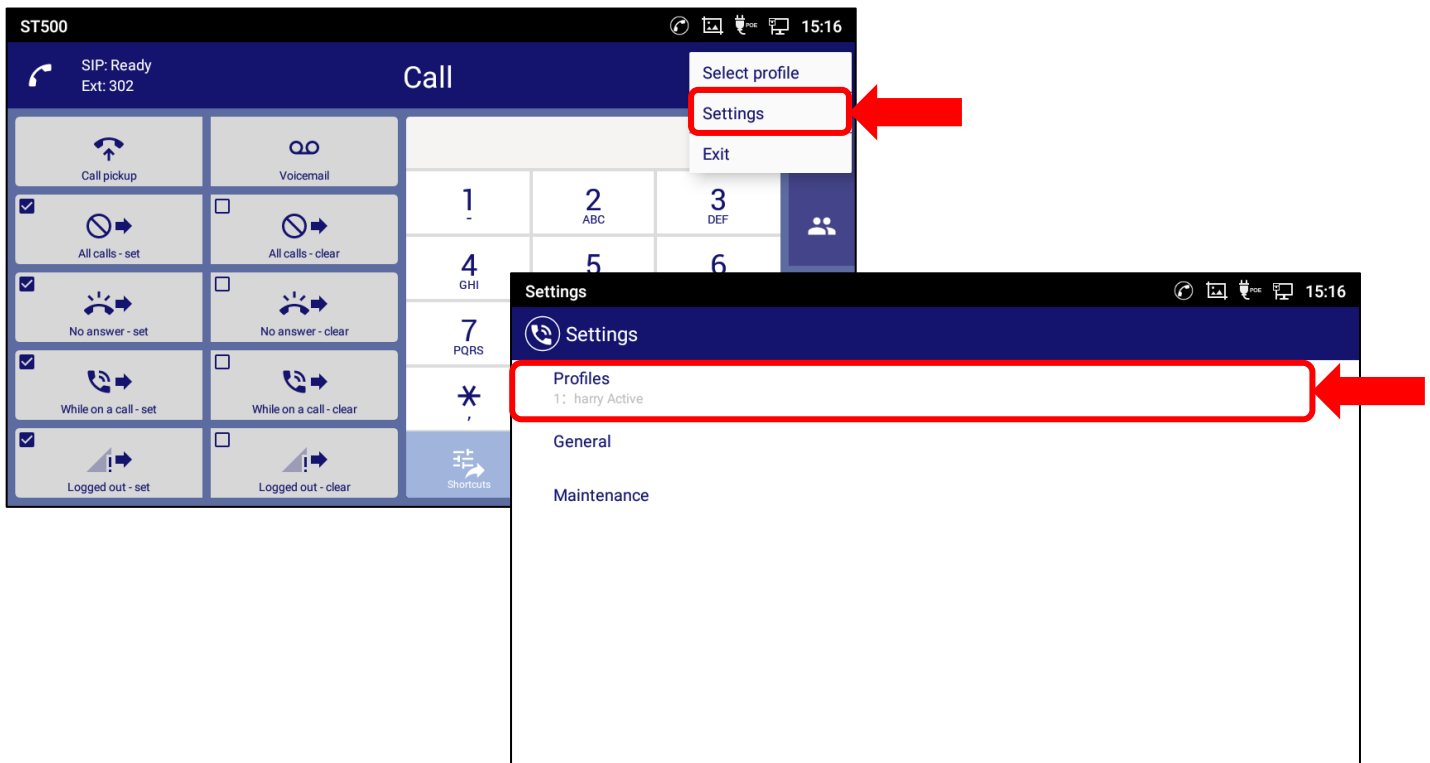 ST500
POE
15:16
SIP: Ready
Ext: 302
Call
Select profile
Settings
Exit
Call pickup
Voicemail
All calls - set
All calls - clear
No answer - set
No answer - clear
While on a call - set
While on a call - clear
Logged out - set
Logged out - clear
1
-
2
ABC
3
DEF
4
GHI
5
6
7
PQRS
*
,
Shortcuts
Settings
POE
15:16
Settings
Profiles
1: harry Active
General
Maintenance